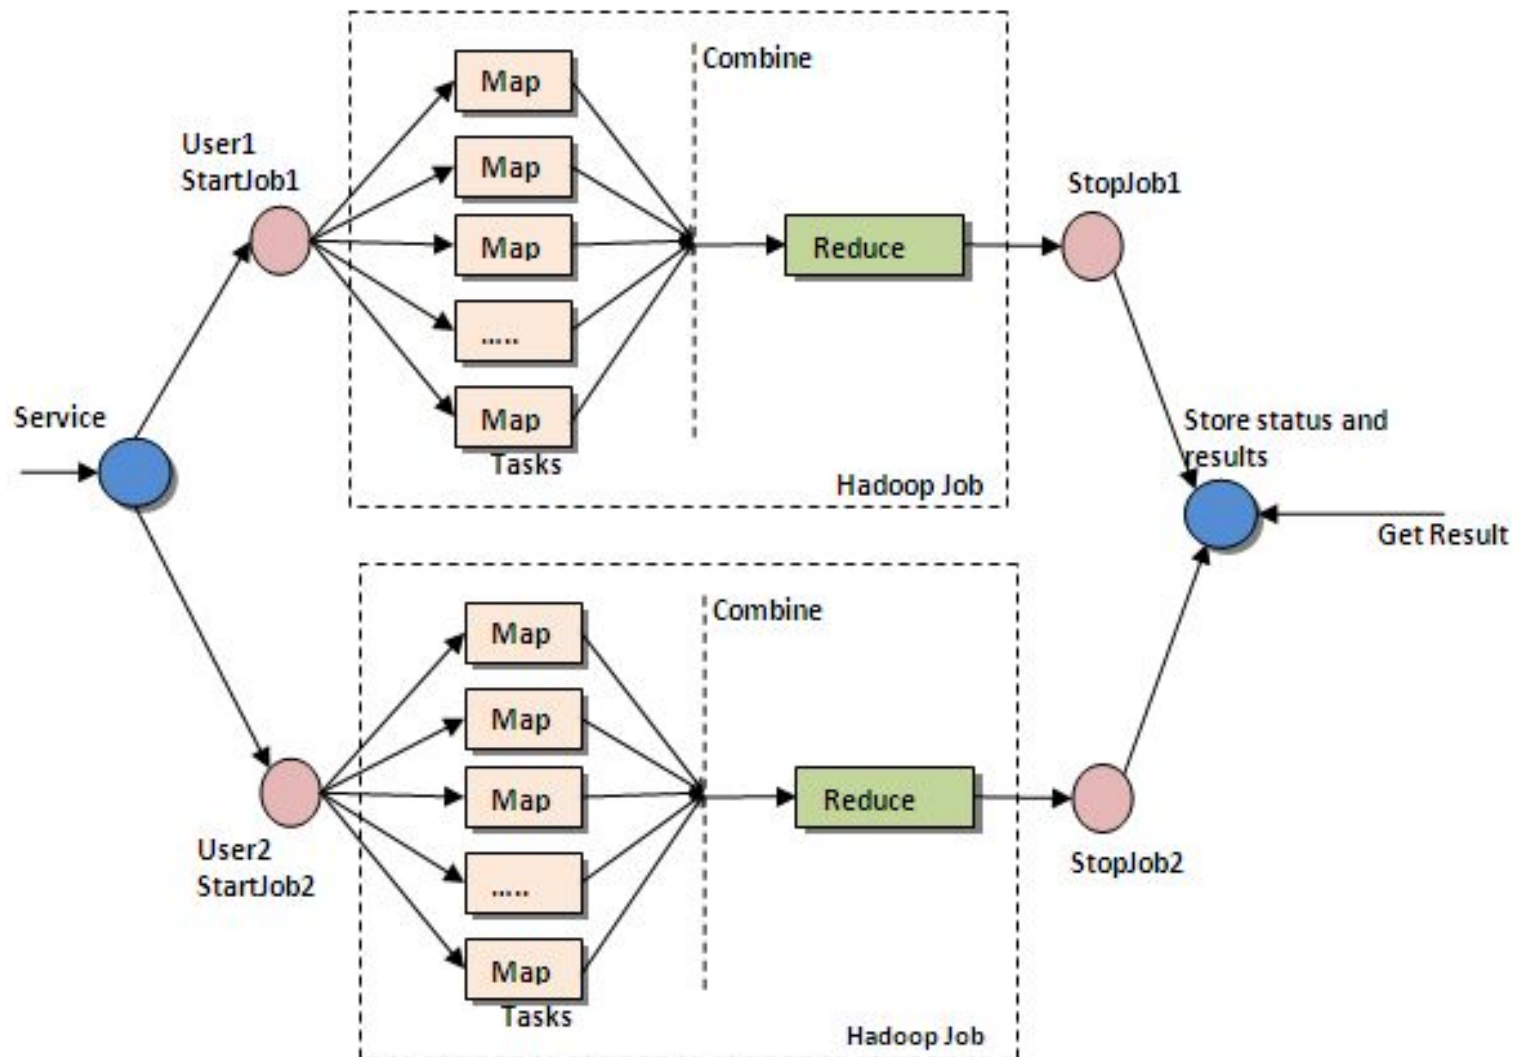 Combine
Map
User1
StartJob1
Map
Map
.....
Map
Tasks
Reduce
Hadoop Job
StopJob1
Service
Store status and
results
Get Result
Combine
Map
Map
Map
.....
Map
Tasks
Reduce
Hadoop Job
User2
StartJob2
StopJob2